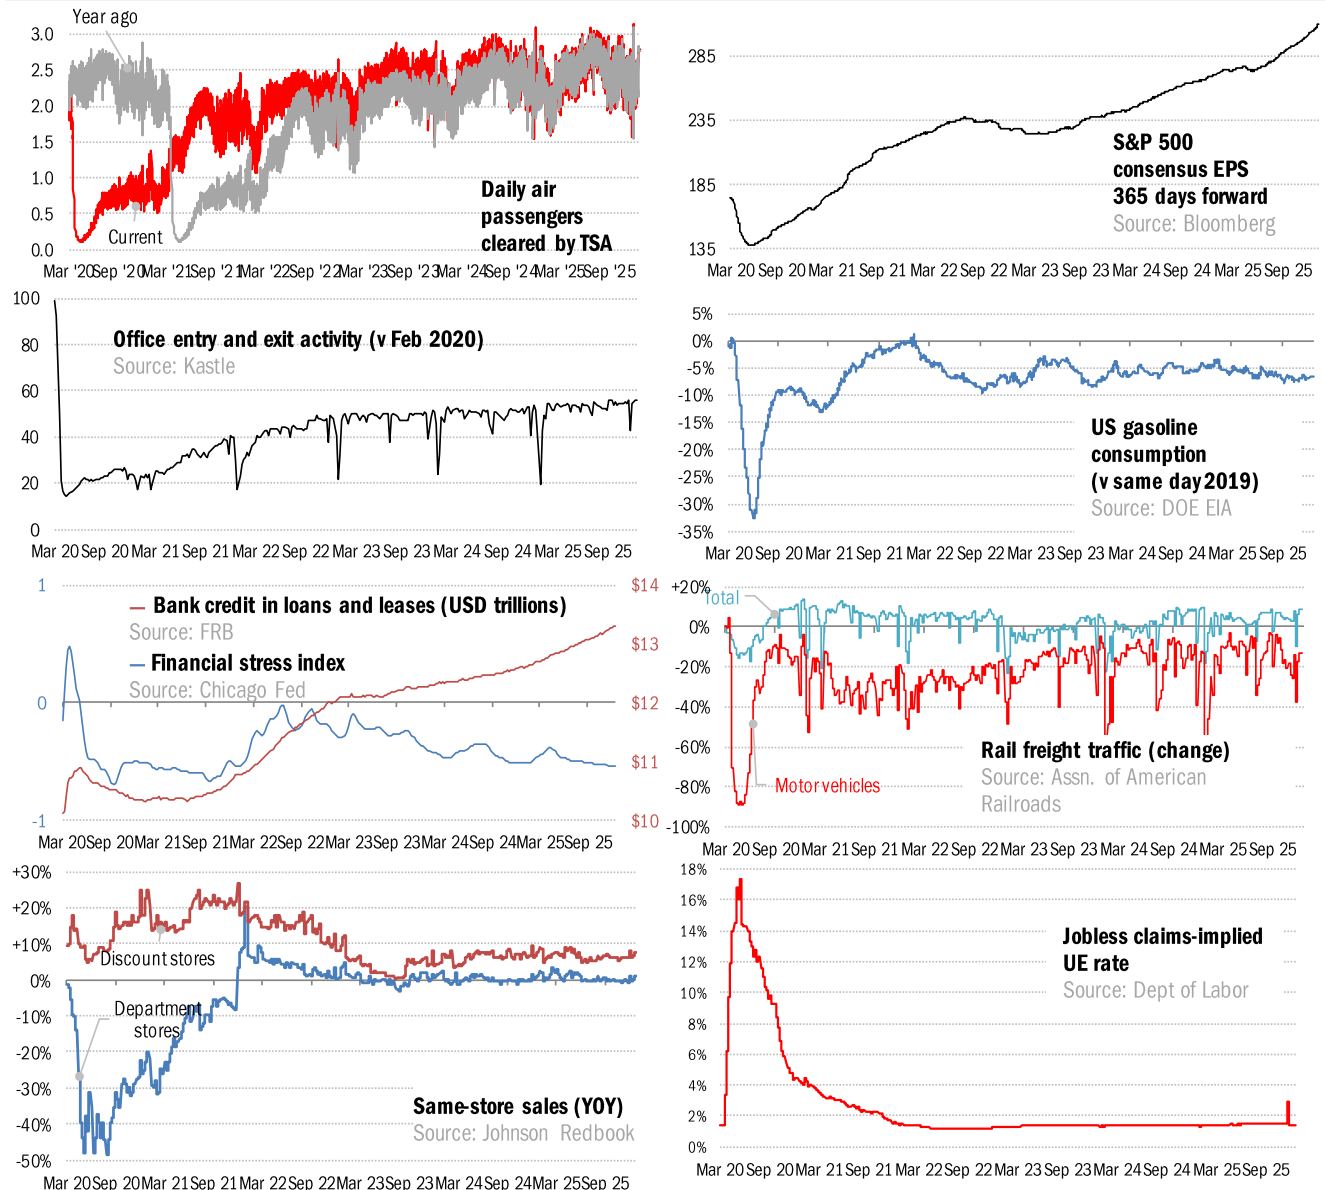 Year ago
3.0
2.5
2.0
1.5
1.0
0.5
0.0
Current
Daily air
passengers
cleared by TSA
Mar '20 Sep '20 Mar '21 Sep '21 Mar '22 Sep '22 Mar '23 Sep '23 Mar '24 Sep '24 Mar '25 Sep '25
285
235
185
135
S&P 500
consensus EPS
365 days forward
Source: Bloomberg
Mar 20 Sep 20 Mar 21 Sep 21 Mar 22 Sep 22 Mar 23 Sep 23 Mar 24 Sep 24 Mar 25 Sep 25
100
80
60
40
20
0
Office entry and exit activity (v Feb 2020)
Source: Kastle
Mar 20 Sep 20 Mar 21 Sep 21 Mar 22 Sep 22 Mar 23 Sep 23 Mar 24 Sep 24 Mar 25 Sep 25
5%
0%
-5%
-10%
-15%
-20%
-25%
-30%
-35%
US gasoline
consumption
(v same day 2019)
Source: DOE EIA
Mar 20 Sep 20 Mar 21 Sep 21 Mar 22 Sep 22 Mar 23 Sep 23 Mar 24 Sep 24 Mar 25 Sep 25
1
0
-1
Bank credit in loans and leases (USD trillions)
Source: FRB
Financial stress index
Source: Chicago Fed
$14
$13
$12
$11
$10
Mar 20 Sep 20 Mar 21 Sep 21 Mar 22 Sep 22 Mar 23 Sep 23 Mar 24 Sep 24 Mar 25 Sep 25
+20%
0%
-20%
-40%
-60%
-80%
-100%
Total
Motor vehicles
Rail freight traffic (change)
Source: Assn. of American
Railroads
Mar 20 Sep 20 Mar 21 Sep 21 Mar 22 Sep 22 Mar 23 Sep 23 Mar 24 Sep 24 Mar 25 Sep 25
+30%
+20%
+10%
0%
-10%
-20%
-30%
-40%
-50%
Discount stores
Department
stores
Same-store sales (YOY)
Source: Johnson Redbook
Mar 20 Sep 20 Mar 21 Sep 21 Mar 22 Sep 22 Mar 23 Sep 23 Mar 24 Sep 24 Mar 25 Sep 25
18%
16%
14%
12%
10%
8%
6%
4%
2%
0%
Jobless claims-implied
UE rate
Source: Dept of Labor
Mar 20 Sep 20 Mar 21 Sep 21 Mar 22 Sep 22 Mar 23 Sep 23 Mar 24 Sep 24 Mar 25 Sep 25